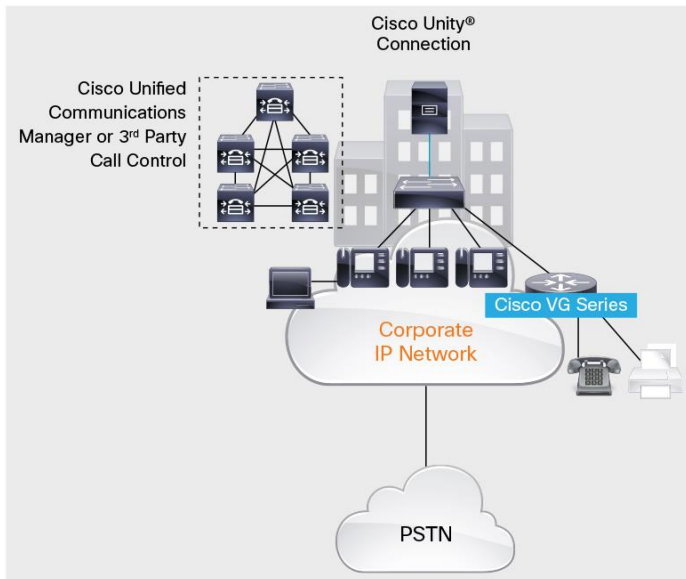 Cisco Unity®
Connection
Cisco Unified
Communications
Manager or 3rd Party
Call Control
Cisco VG Series
Corporate
IP Network
PSTN